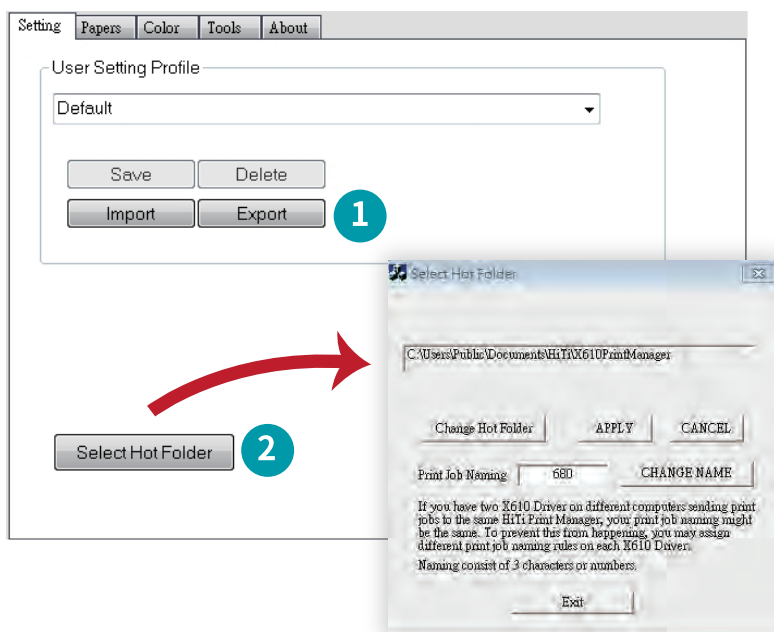 Setting Papers Color Tools About
User Setting Profile
Default
Save Delete
Import Export
1
Select Hot Folder
2
Select Hot Folder
C:\Users\Public\Documents\HiTi\X610PrintManager
Change Hot Folder APPLY CANCEL
Print Job Naming 680 CHANGE NAME
If you have two X610 Driver on different computers sending print
jobs to the same HiTi Print Manager, your print job naming might
be the same. To prevent this from happening, you may assign
different print job naming rules on each X610 Driver.
Naming consist of 3 characters or numbers.
Exit